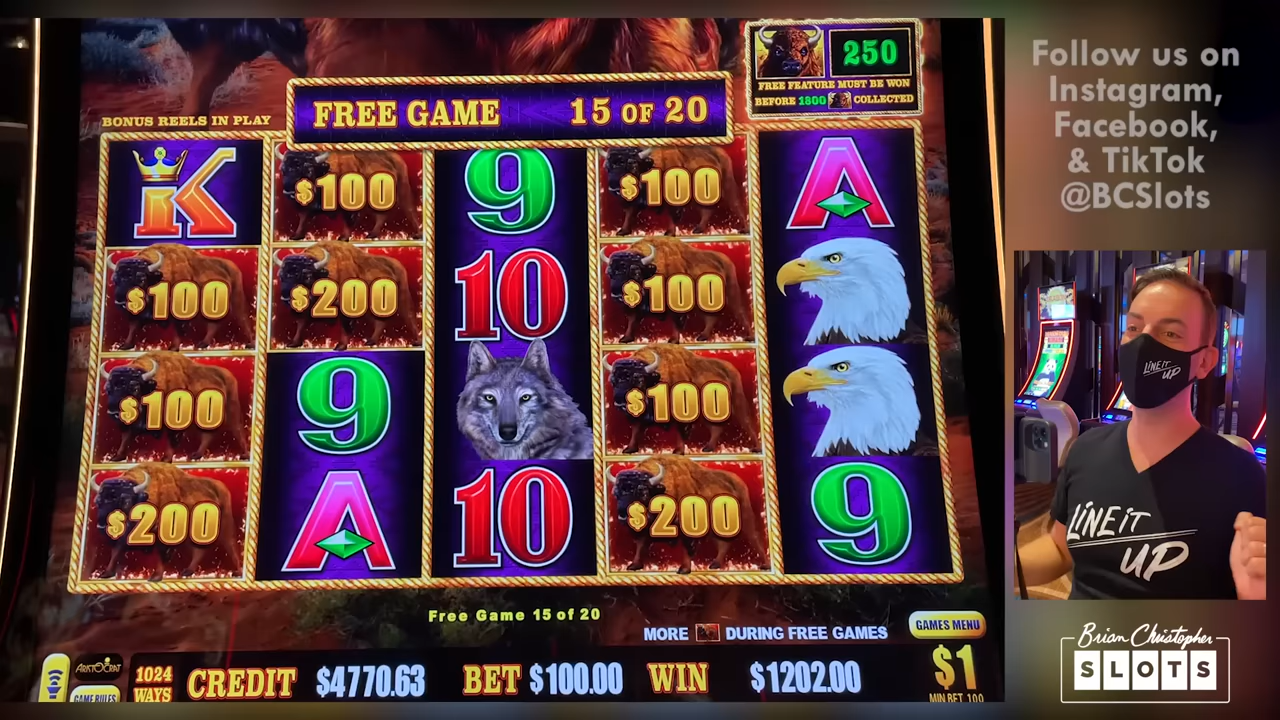 Follow us on
Instagram,
Facebook,
& TikTok
@BCSlots
250
FREE FEATURE MUST BE WON
BEFORE 1800 COLLECTED
BONUS REELS IN PLAY
FREE GAME 15 OF 20
K $100 9 $100 A
$100 $200 10 $100
$100 9 $100
$200 A 10 $200 9
Free Game 15 of 20
MORE DURING FREE GAMES
GAMES MENU
ARISTOCRAT
GAME RULES
1024
WAYS
CREDIT $4770.63 BET $100.00 WIN $1202.00
$1
MIN BET 100
LINE IT
UP
LINE IT
UP
Brian Christopher
SLOTS